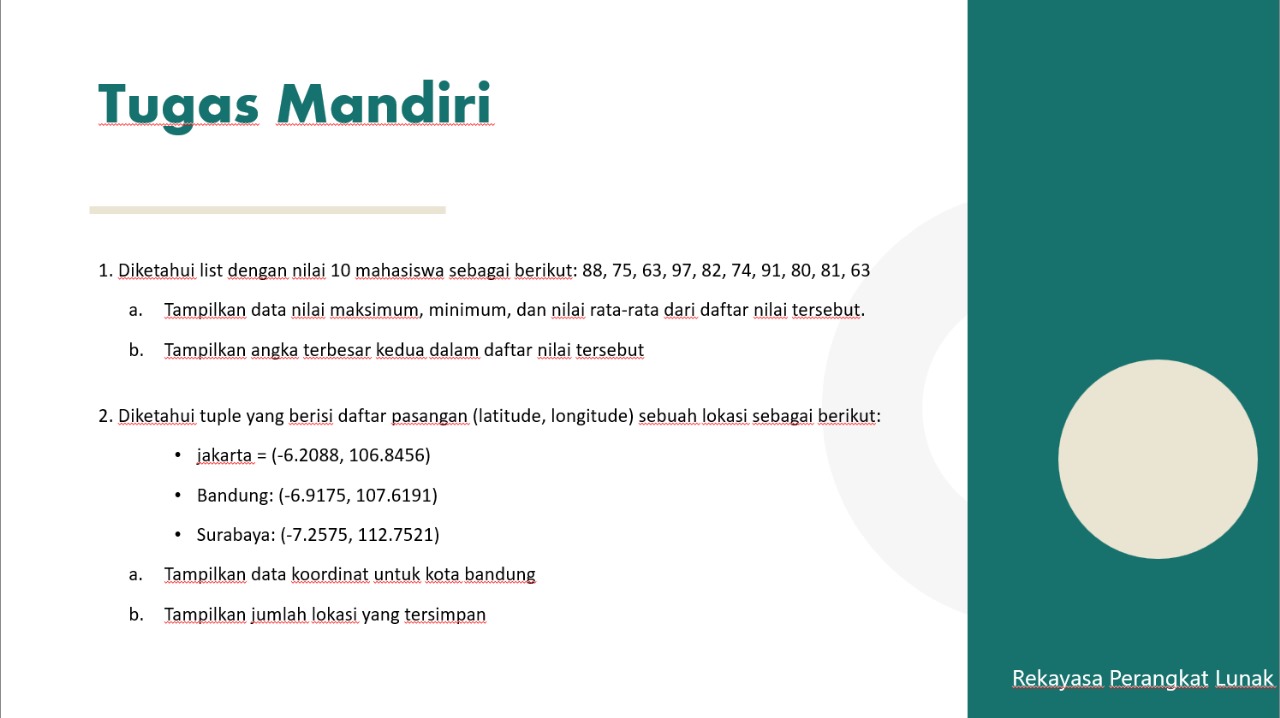 Tugas Mandiri
1. Diketahui list dengan nilai 10 mahasiswa sebagai berikut: 88, 75, 63, 97, 82, 74, 91, 80, 81, 63
a. Tampilkan data nilai maksimum, minimum, dan nilai rata-rata dari daftar nilai tersebut.
b. Tampilkan angka terbesar kedua dalam daftar nilai tersebut
2. Diketahui tuple yang berisi daftar pasangan (latitude, longitude) sebuah lokasi sebagai berikut:
• jakarta = (-6.2088, 106.8456)
• Bandung: (-6.9175, 107.6191)
• Surabaya: (-7.2575, 112.7521)
a. Tampilkan data koordinat untuk kota bandung
b. Tampilkan jumlah lokasi yang tersimpan
Rekayasa Perangkat Lunak